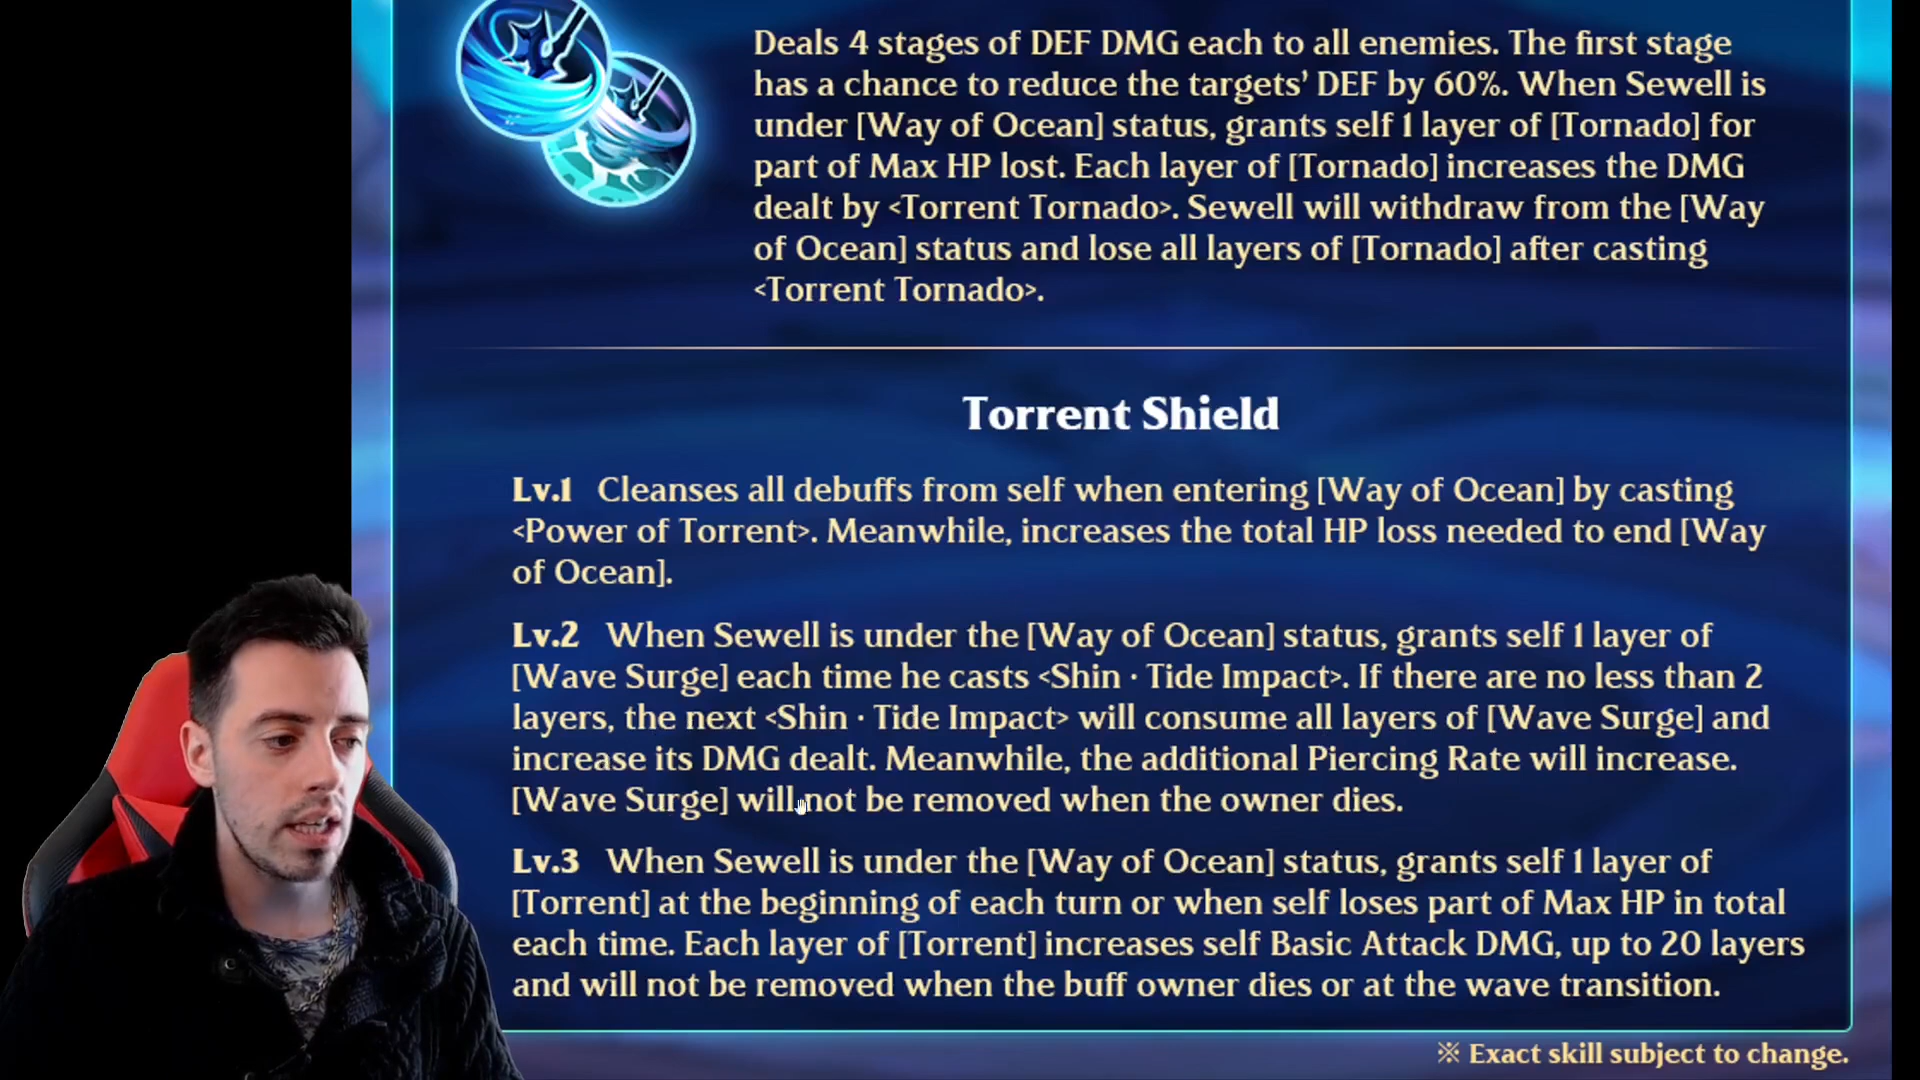 Deals 4 stages of DEF DMG each to all enemies. The first stage
has a chance to reduce the targets' DEF by 60%. When Sewell is
under [Way of Ocean] status, grants self 1 layer of [Tornado] for
part of Max HP lost. Each layer of [Tornado] increases the DMG
dealt by <Torrent Tornado>. Sewell will withdraw from the [Way
of Ocean] status and lose all layers of [Tornado] after casting
<Torrent Tornado>.
Torrent Shield
Lv.1 Cleanses all debuffs from self when entering [Way of Ocean] by casting
<Power of Torrent>. Meanwhile, increases the total HP loss needed to end [Way
of Ocean].
Lv.2 When Sewell is under the [Way of Ocean] status, grants self 1 layer of
[Wave Surge] each time he casts <Shin · Tide Impact>. If there are no less than 2
layers, the next <Shin · Tide Impact> will consume all layers of [Wave Surge] and
increase its DMG dealt. Meanwhile, the additional Piercing Rate will increase.
[Wave Surge] will not be removed when the owner dies.
Lv.3 When Sewell is under the [Way of Ocean] status, grants self 1 layer of
[Torrent] at the beginning of each turn or when self loses part of Max HP in total
each time. Each layer of [Torrent] increases self Basic Attack DMG, up to 20 layers
and will not be removed when the buff owner dies or at the wave transition.
※ Exact skill subject to change.